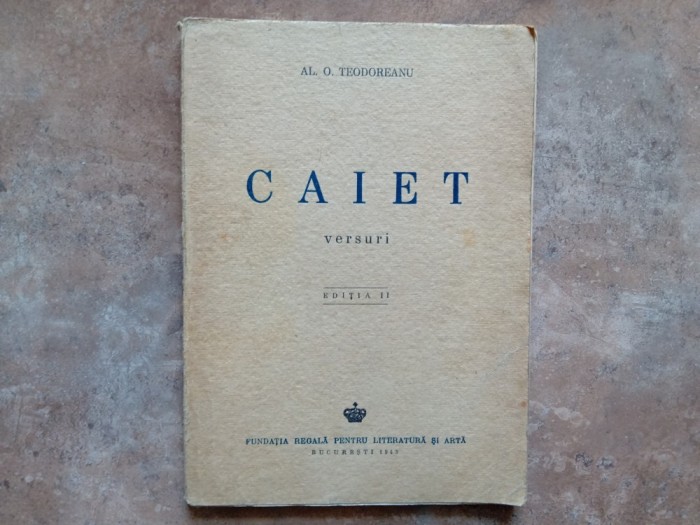 AL. O. TEODOREANU
CAIET
versuri
EDIȚIA II
FUNDAȚIA REGALĂ PENTRU LITERATURĂ ȘI ARTĂ
BUCUREȘTI